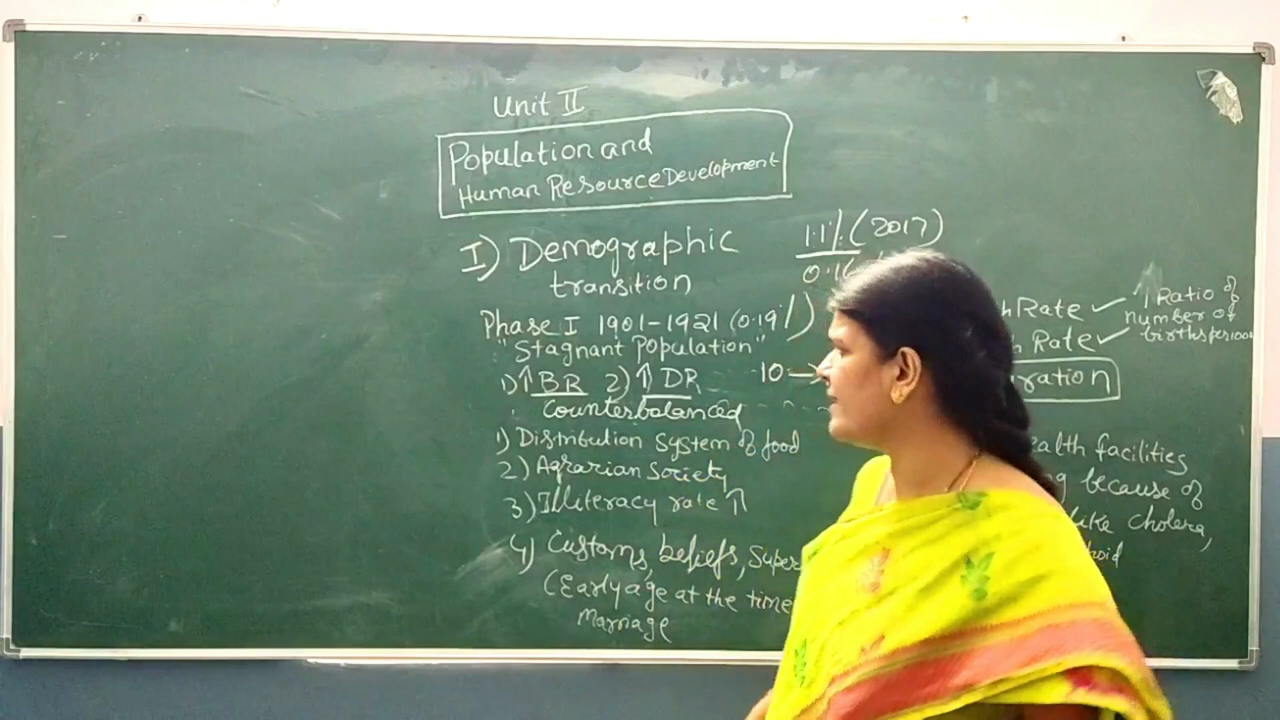 Unit II
Population and
Human Resource Development
I) Demographic
transition
1.1% (2017)
Phase I 1901-1921 (0.19%)
"Stagnant Population"
1) ↑ BR 2) ↑ DR
10 →
Counterbalanced
1) Distribution system of food
2) Agrarian Society
3) Illiteracy rate ↑
4) Customs, beliefs, Super
(Early age at the time
Marriage
h Rate ✓
1 Ratio of
number of
births per 1000
h Rate ✓
ration
ealth facilities
g because of
like cholera,
oid